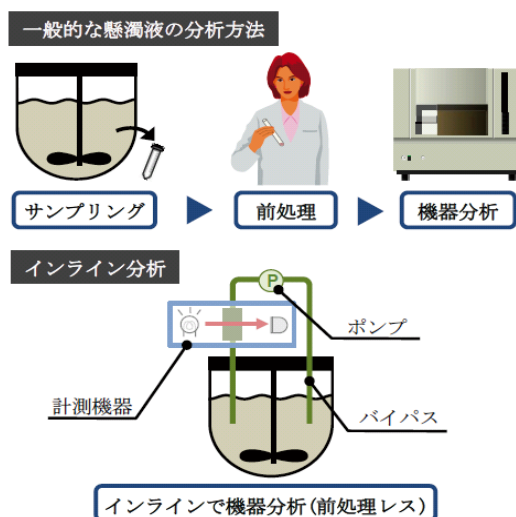 一般的な懸濁液の分析方法
サンプリング
前処理
機器分析
インライン分析
P
ポンプ
計測機器
バイパス
インラインで機器分析(前処理レス)